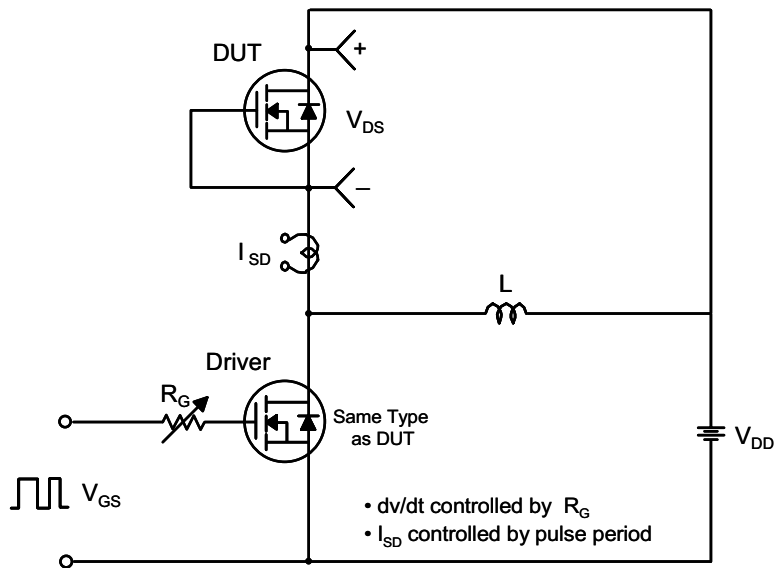 DUT
+
VDS
–
ISD
L
Driver
RG
Same Type
as DUT
VDD
VGS
• dv/dt controlled by RG
• ISD controlled by pulse period